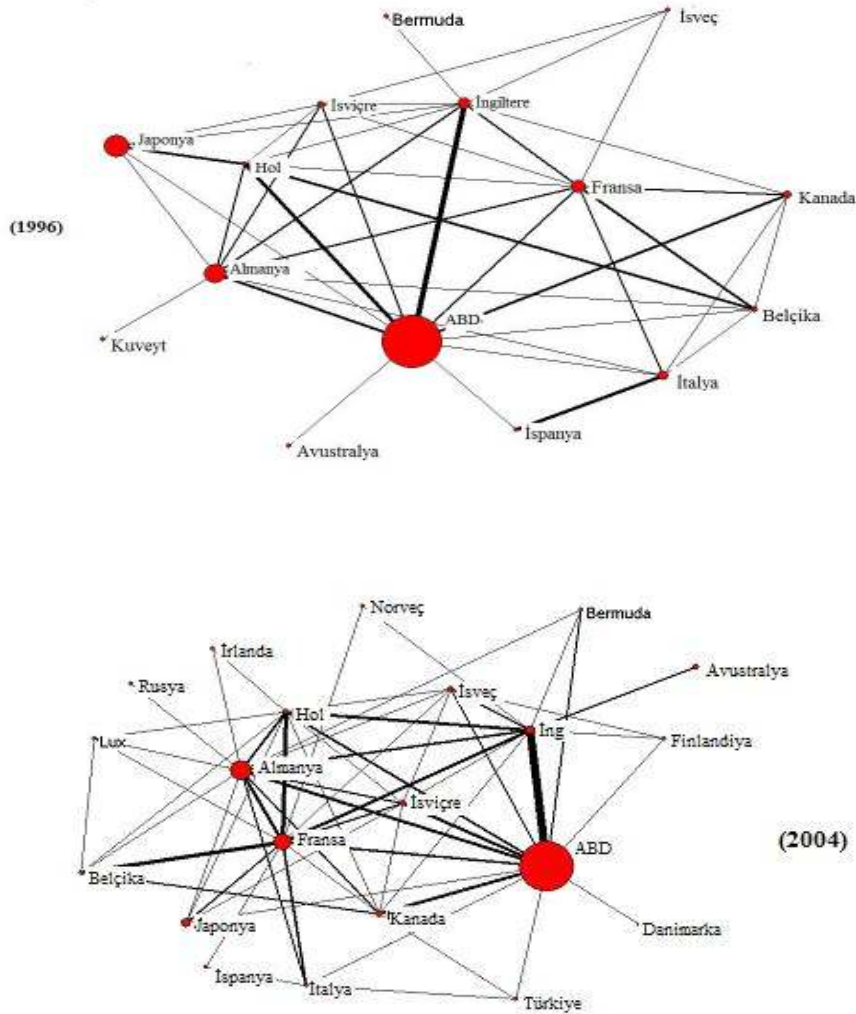 Bermuda
İsveç
İsviçre
İngiltere
Japonya
Hol
Fransa
Kanada
(1996)
Almanya
ABD
Belçika
Kuveyt
İtalya
İspanya
Avustralya
Norveç
Bermuda
İrlanda
Avustralya
Rusya
İsveç
Hol
İng
Lux
Finlandiya
Almanya
İsviçre
Fransa
ABD
(2004)
Belçika
Kanada
Japonya
Danimarka
İspanya
İtalya
Türkiye